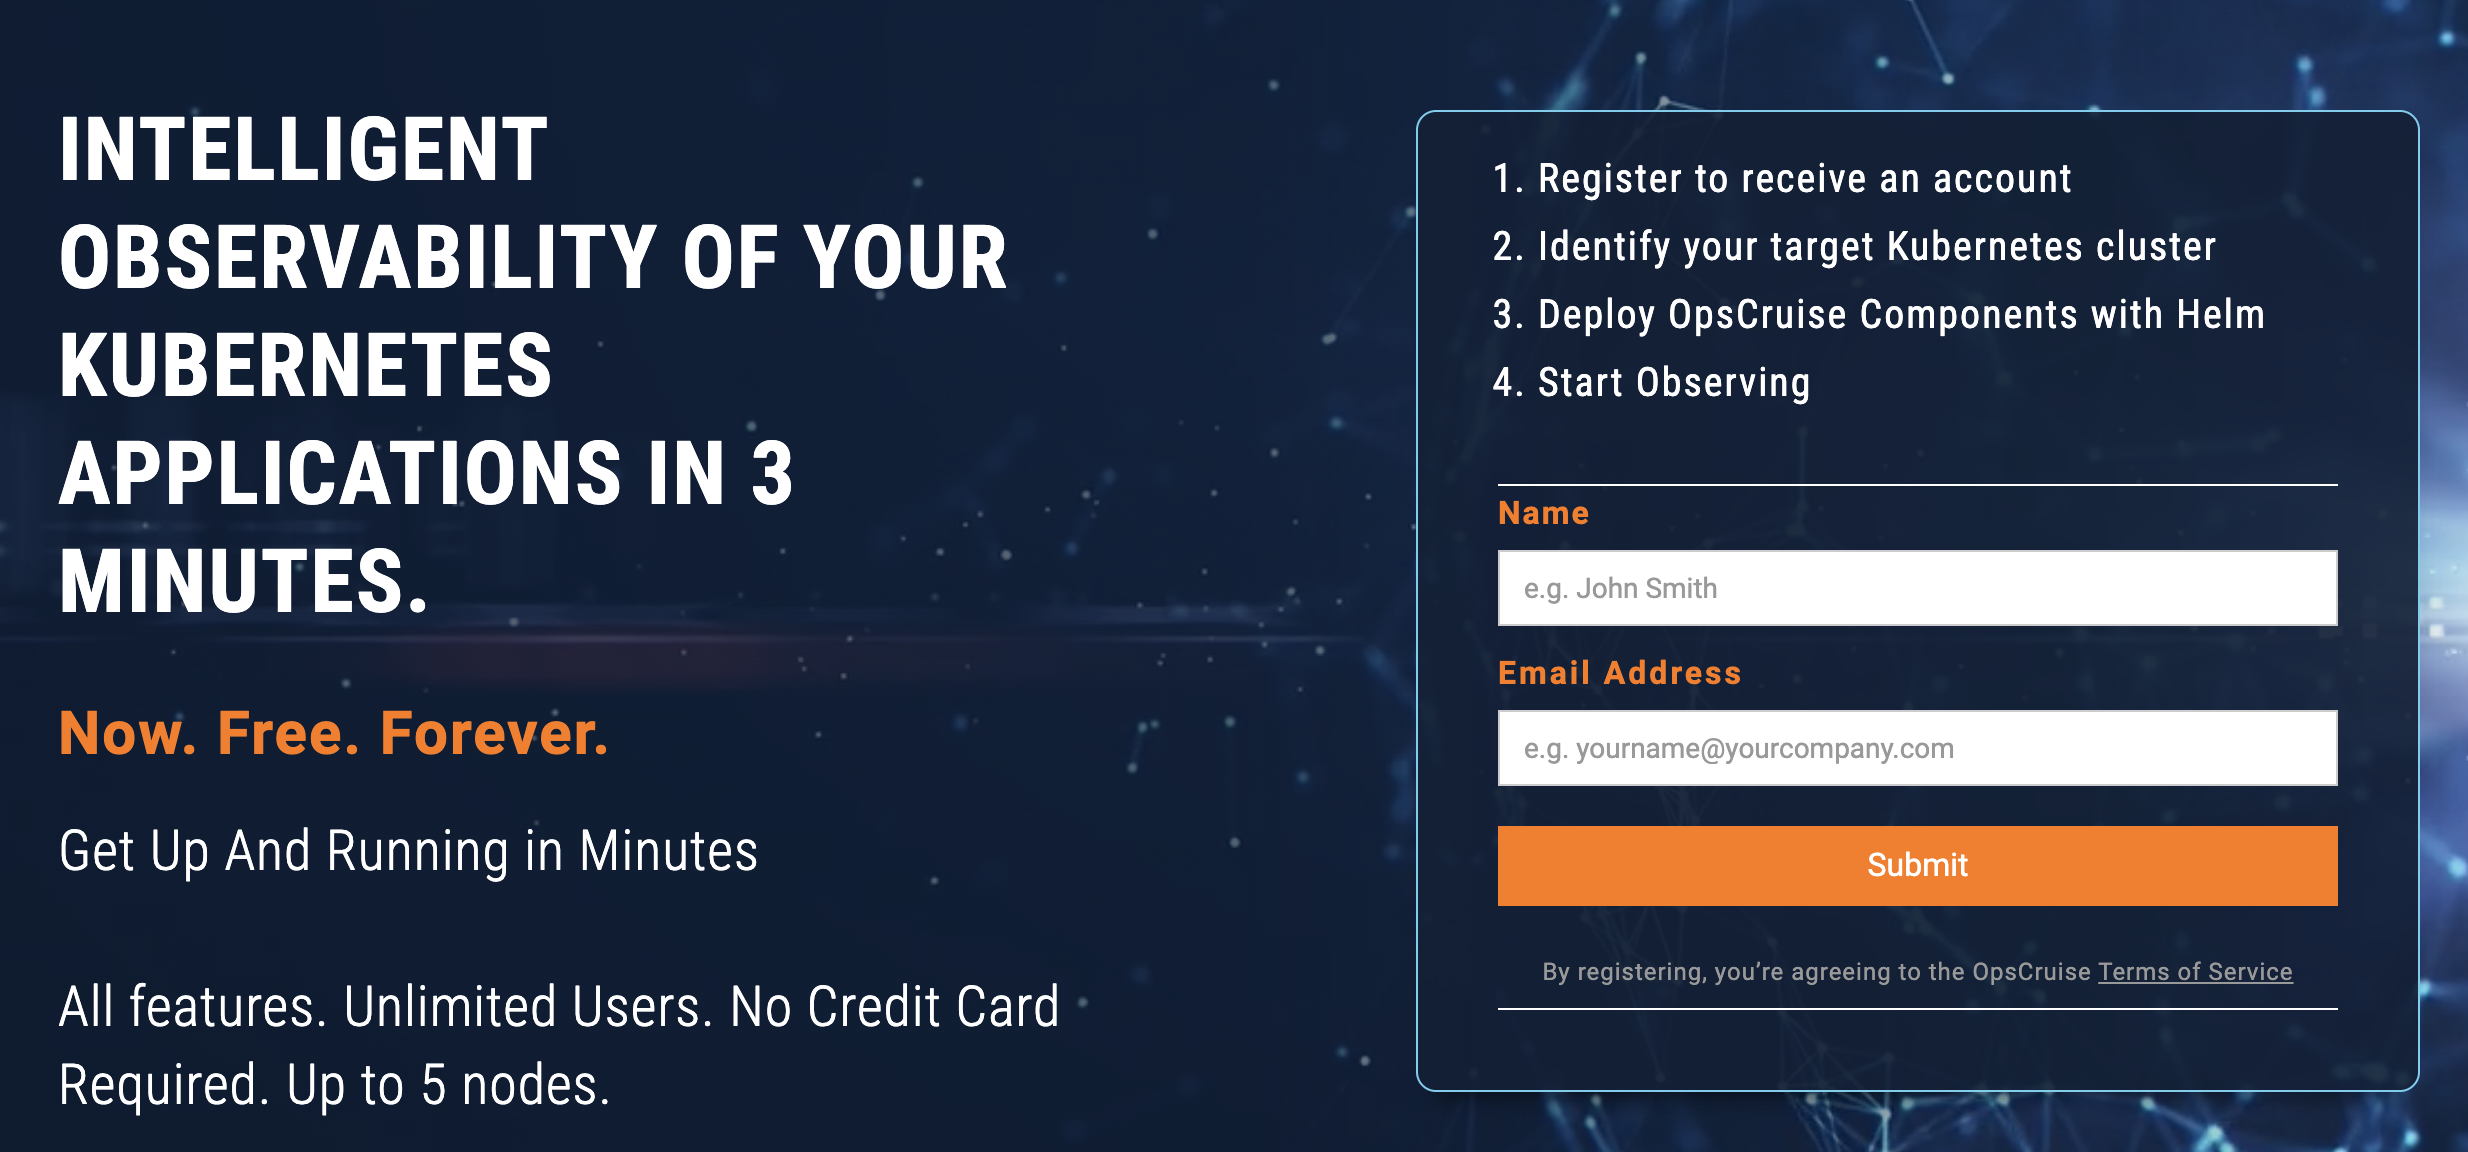 INTELLIGENT
OBSERVABILITY OF YOUR
KUBERNETES
APPLICATIONS IN 3
MINUTES.
Now. Free. Forever.
Get Up And Running in Minutes
All features. Unlimited Users. No Credit Card
Required. Up to 5 nodes.
1. Register to receive an account
2. Identify your target Kubernetes cluster
3. Deploy OpsCruise Components with Helm
4. Start Observing
Name
e.g. John Smith
Email Address
e.g. yourname@yourcompany.com
Submit
By registering, you’re agreeing to the OpsCruise Terms of Service